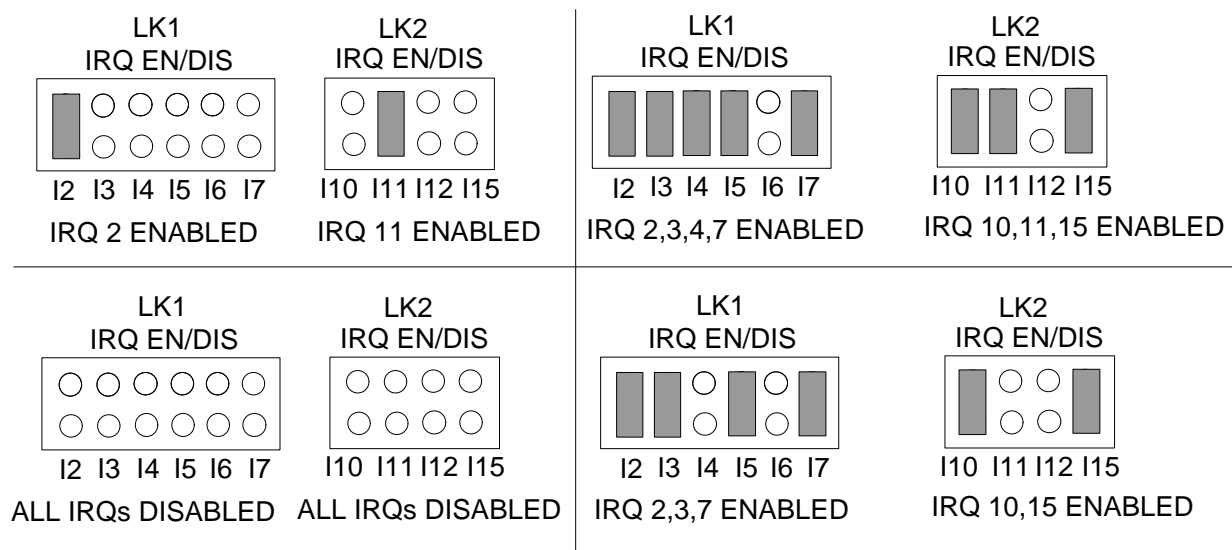 LK1
IRQ EN/DIS
I2 I3 I4 I5 I6 I7
IRQ 2 ENABLED
LK2
IRQ EN/DIS
I10 I11 I12 I15
IRQ 11 ENABLED
LK1
IRQ EN/DIS
I2 I3 I4 I5 I6 I7
IRQ 2,3,4,7 ENABLED
LK2
IRQ EN/DIS
I10 I11 I12 I15
IRQ 10,11,15 ENABLED
LK1
IRQ EN/DIS
I2 I3 I4 I5 I6 I7
ALL IRQs DISABLED
LK2
IRQ EN/DIS
I10 I11 I12 I15
ALL IRQs DISABLED
LK1
IRQ EN/DIS
I2 I3 I4 I5 I6 I7
IRQ 2,3,7 ENABLED
LK2
IRQ EN/DIS
I10 I11 I12 I15
IRQ 10,15 ENABLED